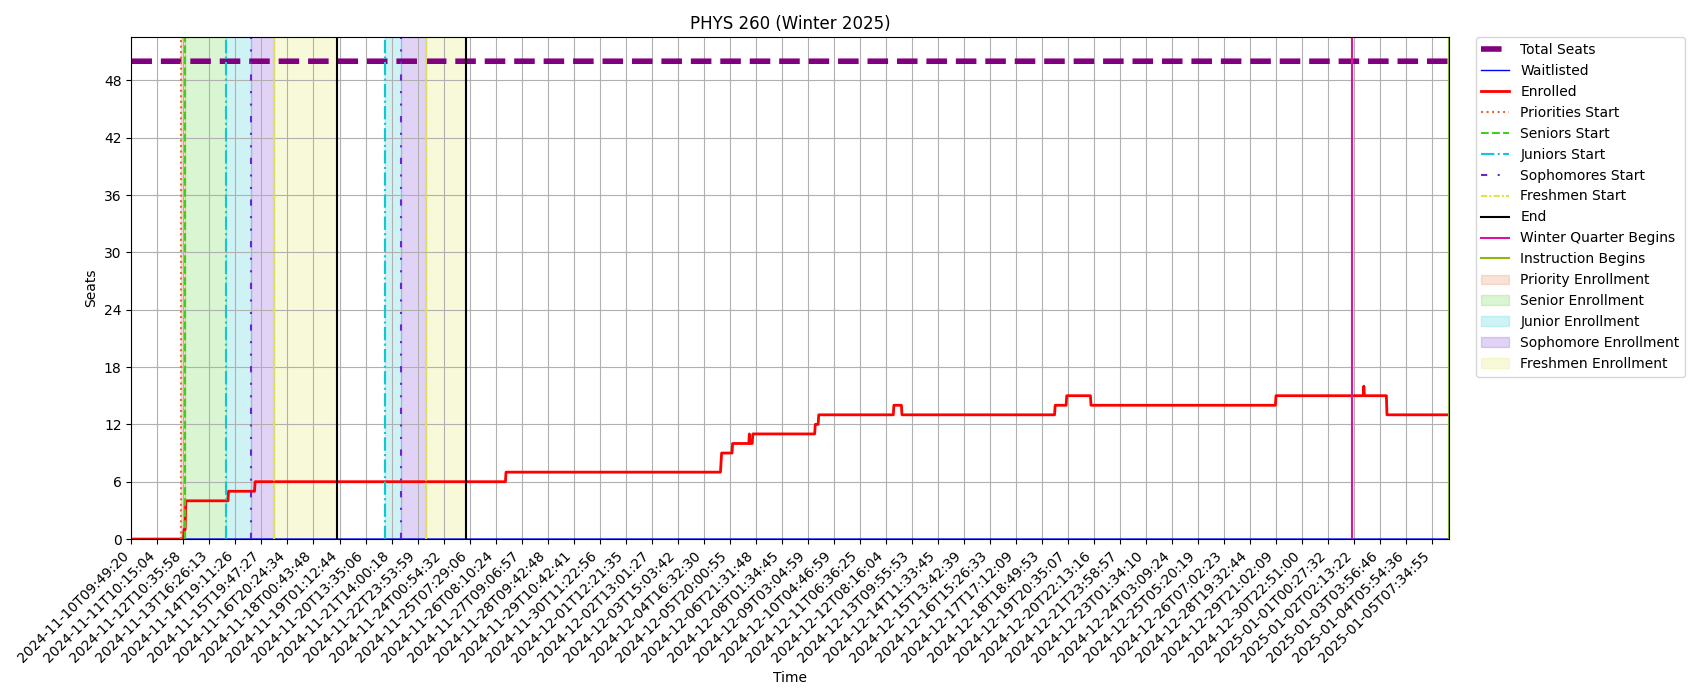 PHYS 260 (Winter 2025)
Total Seats
Waitlisted
Enrolled
Priorities Start
Seniors Start
Juniors Start
Sophomores Start
Freshmen Start
End
Winter Quarter Begins
Instruction Begins
Priority Enrollment
Senior Enrollment
Junior Enrollment
Sophomore Enrollment
Freshmen Enrollment
Seats
48
42
36
30
24
18
12
6
0
2024-11-10T09:49:20
2024-11-11T10:15:04
2024-11-12T10:35:58
2024-11-13T16:26:13
2024-11-14T19:11:26
2024-11-15T19:47:27
2024-11-16T20:24:34
2024-11-18T00:43:48
2024-11-19T01:12:44
2024-11-20T13:35:06
2024-11-21T14:00:18
2024-11-22T23:53:59
2024-11-24T00:54:32
2024-11-25T07:29:06
2024-11-26T08:10:24
2024-11-27T09:06:57
2024-11-28T09:42:48
2024-11-29T10:42:41
2024-11-30T11:22:56
2024-12-01T12:21:35
2024-12-02T13:01:27
2024-12-03T15:03:42
2024-12-04T16:32:30
2024-12-05T20:00:55
2024-12-06T21:31:48
2024-12-08T01:34:45
2024-12-09T03:04:59
2024-12-10T04:46:59
2024-12-11T06:36:25
2024-12-12T08:16:04
2024-12-13T09:55:53
2024-12-14T11:33:45
2024-12-15T13:42:39
2024-12-16T15:26:33
2024-12-17T17:12:09
2024-12-18T18:49:53
2024-12-19T20:35:07
2024-12-20T22:13:16
2024-12-21T23:58:57
2024-12-23T01:34:10
2024-12-24T03:09:24
2024-12-25T05:20:19
2024-12-26T07:02:23
2024-12-28T19:32:44
2024-12-29T21:02:09
2024-12-30T22:51:00
2025-01-01T00:27:32
2025-01-02T02:13:22
2025-01-03T03:56:46
2025-01-04T05:54:36
2025-01-05T07:34:55
Time